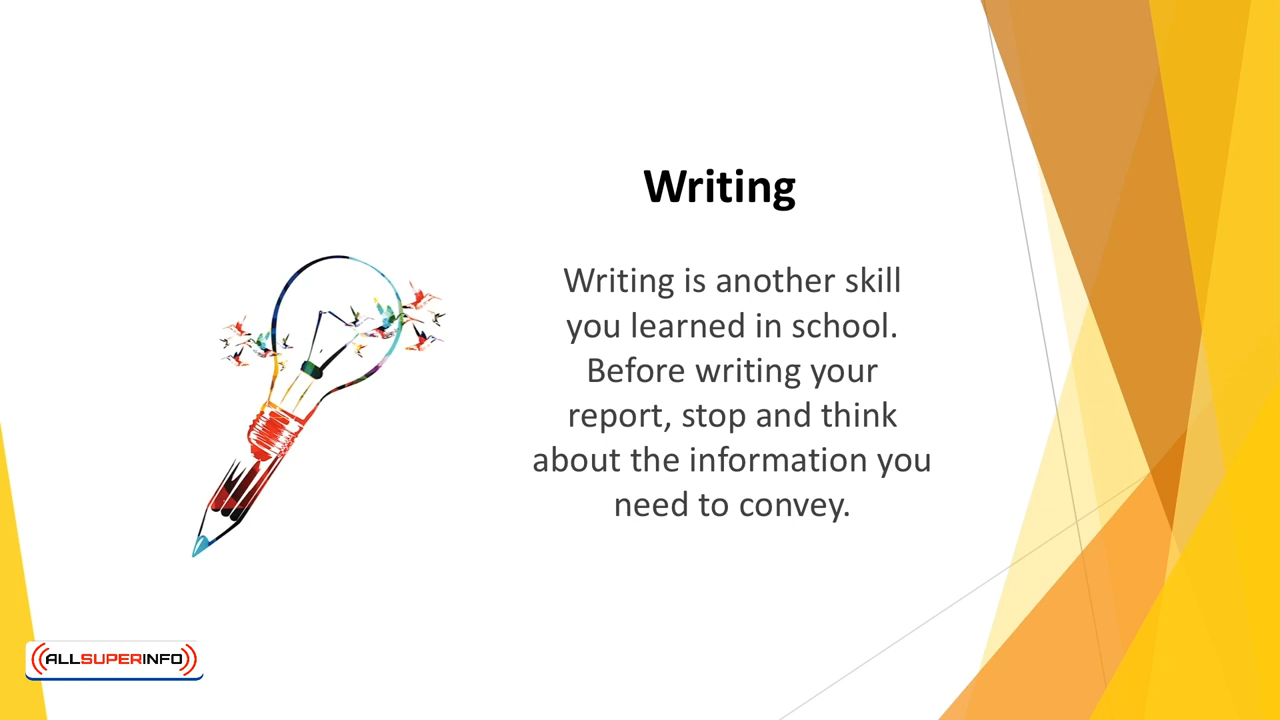 Writing
Writing is another skill
you learned in school.
Before writing your
report, stop and think
about the information you
need to convey.
ALLSUPERINFO